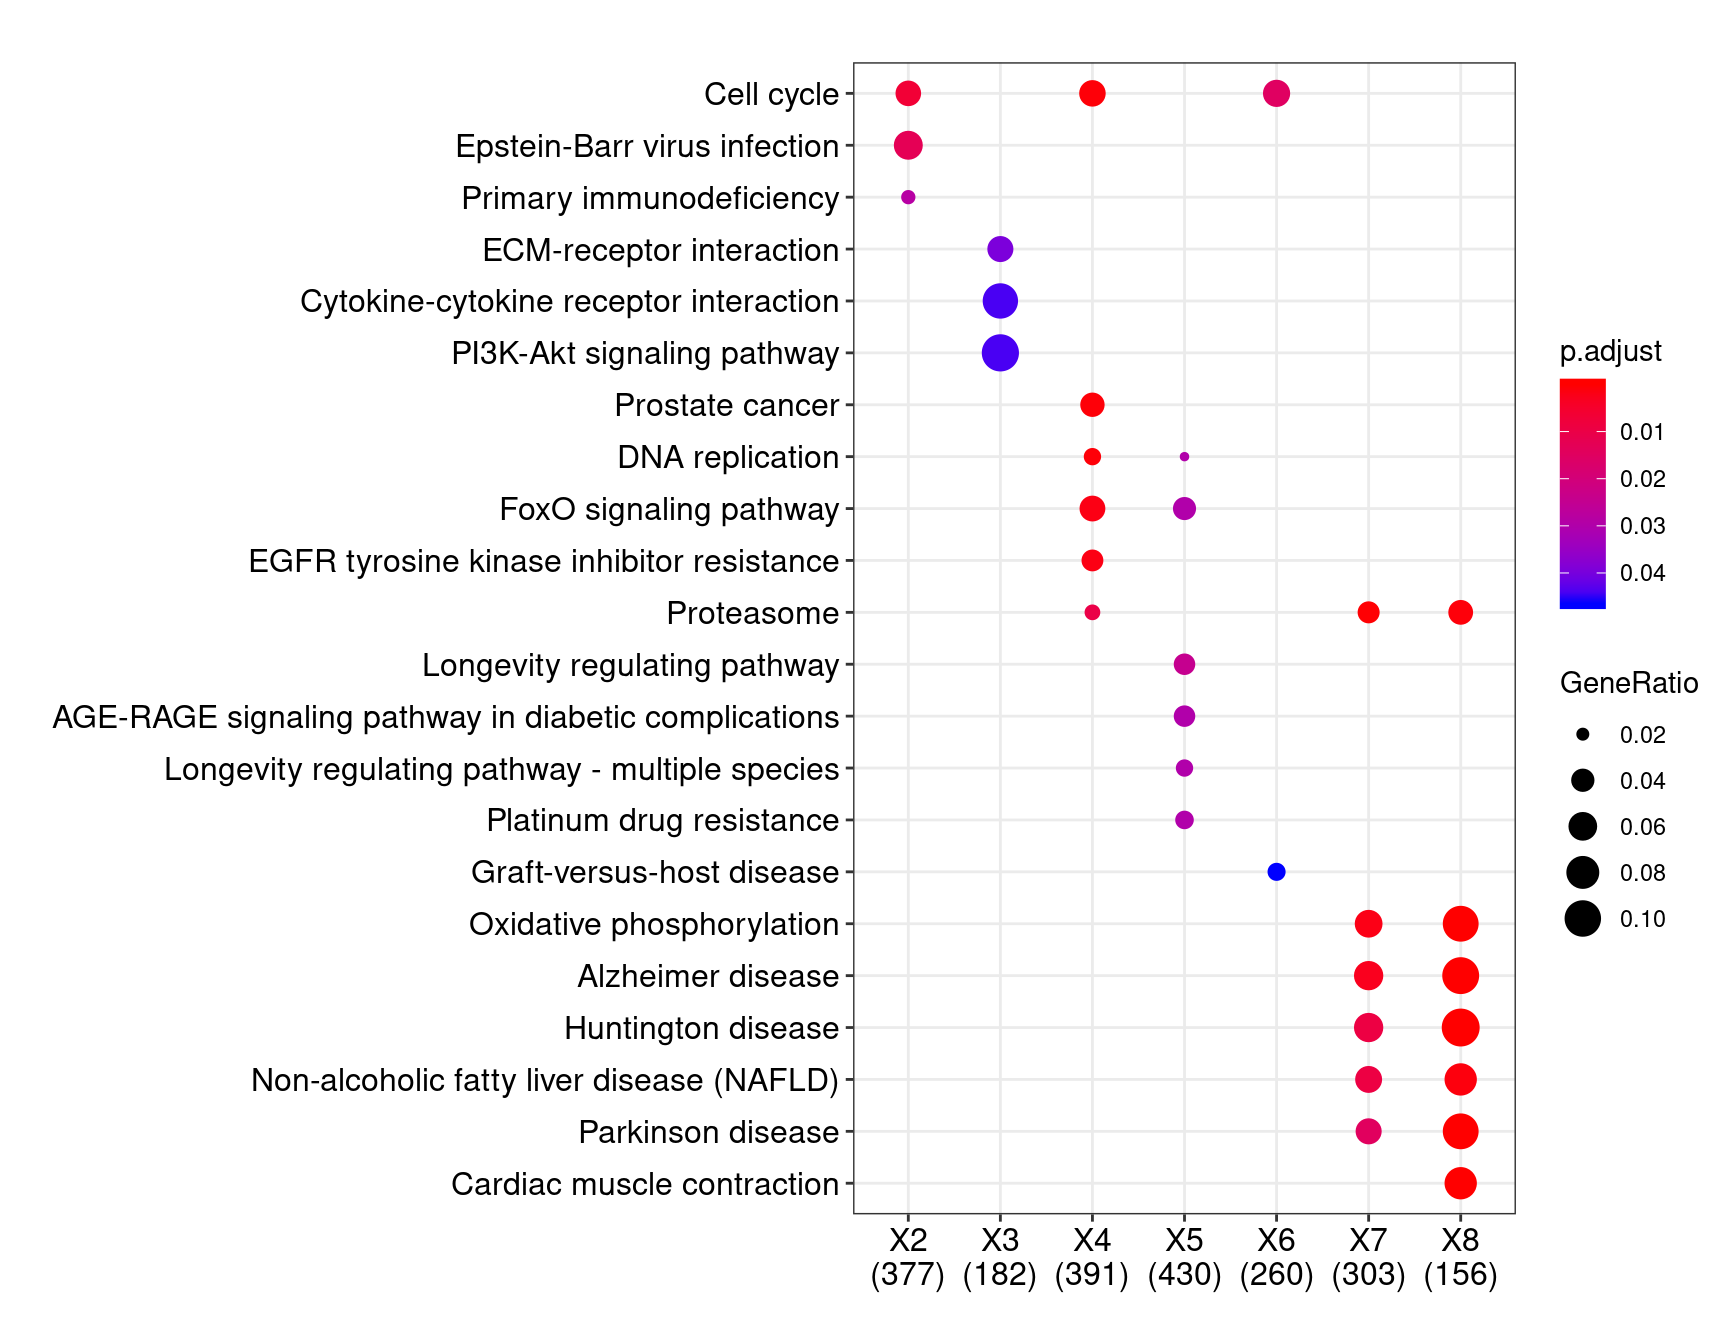 Cell cycle
Epstein-Barr virus infection
Primary immunodeficiency
ECM-receptor interaction
Cytokine-cytokine receptor interaction
PI3K-Akt signaling pathway
Prostate cancer
DNA replication
FoxO signaling pathway
EGFR tyrosine kinase inhibitor resistance
Proteasome
Longevity regulating pathway
AGE-RAGE signaling pathway in diabetic complications
Longevity regulating pathway - multiple species
Platinum drug resistance
Graft-versus-host disease
Oxidative phosphorylation
Alzheimer disease
Huntington disease
Non-alcoholic fatty liver disease (NAFLD)
Parkinson disease
Cardiac muscle contraction
X2 X3 X4 X5 X6 X7 X8
(377) (182) (391) (430) (260) (303) (156)
p.adjust
0.01
0.02
0.03
0.04
GeneRatio
0.02
0.04
0.06
0.08
0.10